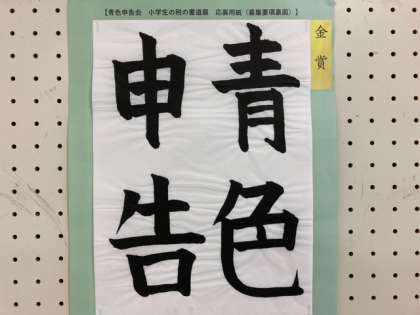 【青色申告会　小学生の税の書道展　応募用紙（募集要項裏面）】
金賞
青色
申告